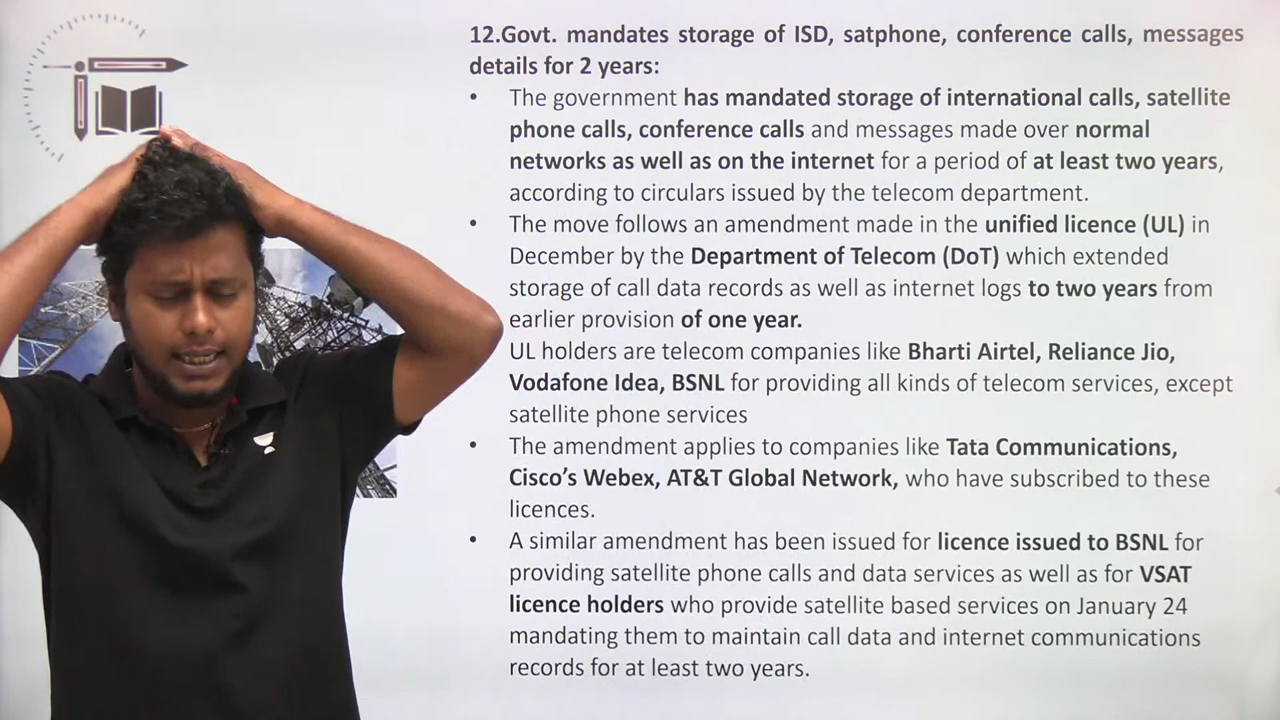 12.Govt. mandates storage of ISD, satphone, conference calls, messages
details for 2 years:
• The government has mandated storage of international calls, satellite
phone calls, conference calls and messages made over normal
networks as well as on the internet for a period of at least two years,
according to circulars issued by the telecom department.
• The move follows an amendment made in the unified licence (UL) in
December by the Department of Telecom (DoT) which extended
storage of call data records as well as internet logs to two years from
earlier provision of one year.
UL holders are telecom companies like Bharti Airtel, Reliance Jio,
Vodafone Idea, BSNL for providing all kinds of telecom services, except
satellite phone services
• The amendment applies to companies like Tata Communications,
Cisco’s Webex, AT&T Global Network, who have subscribed to these
licences.
• A similar amendment has been issued for licence issued to BSNL for
providing satellite phone calls and data services as well as for VSAT
licence holders who provide satellite based services on January 24
mandating them to maintain call data and internet communications
records for at least two years.